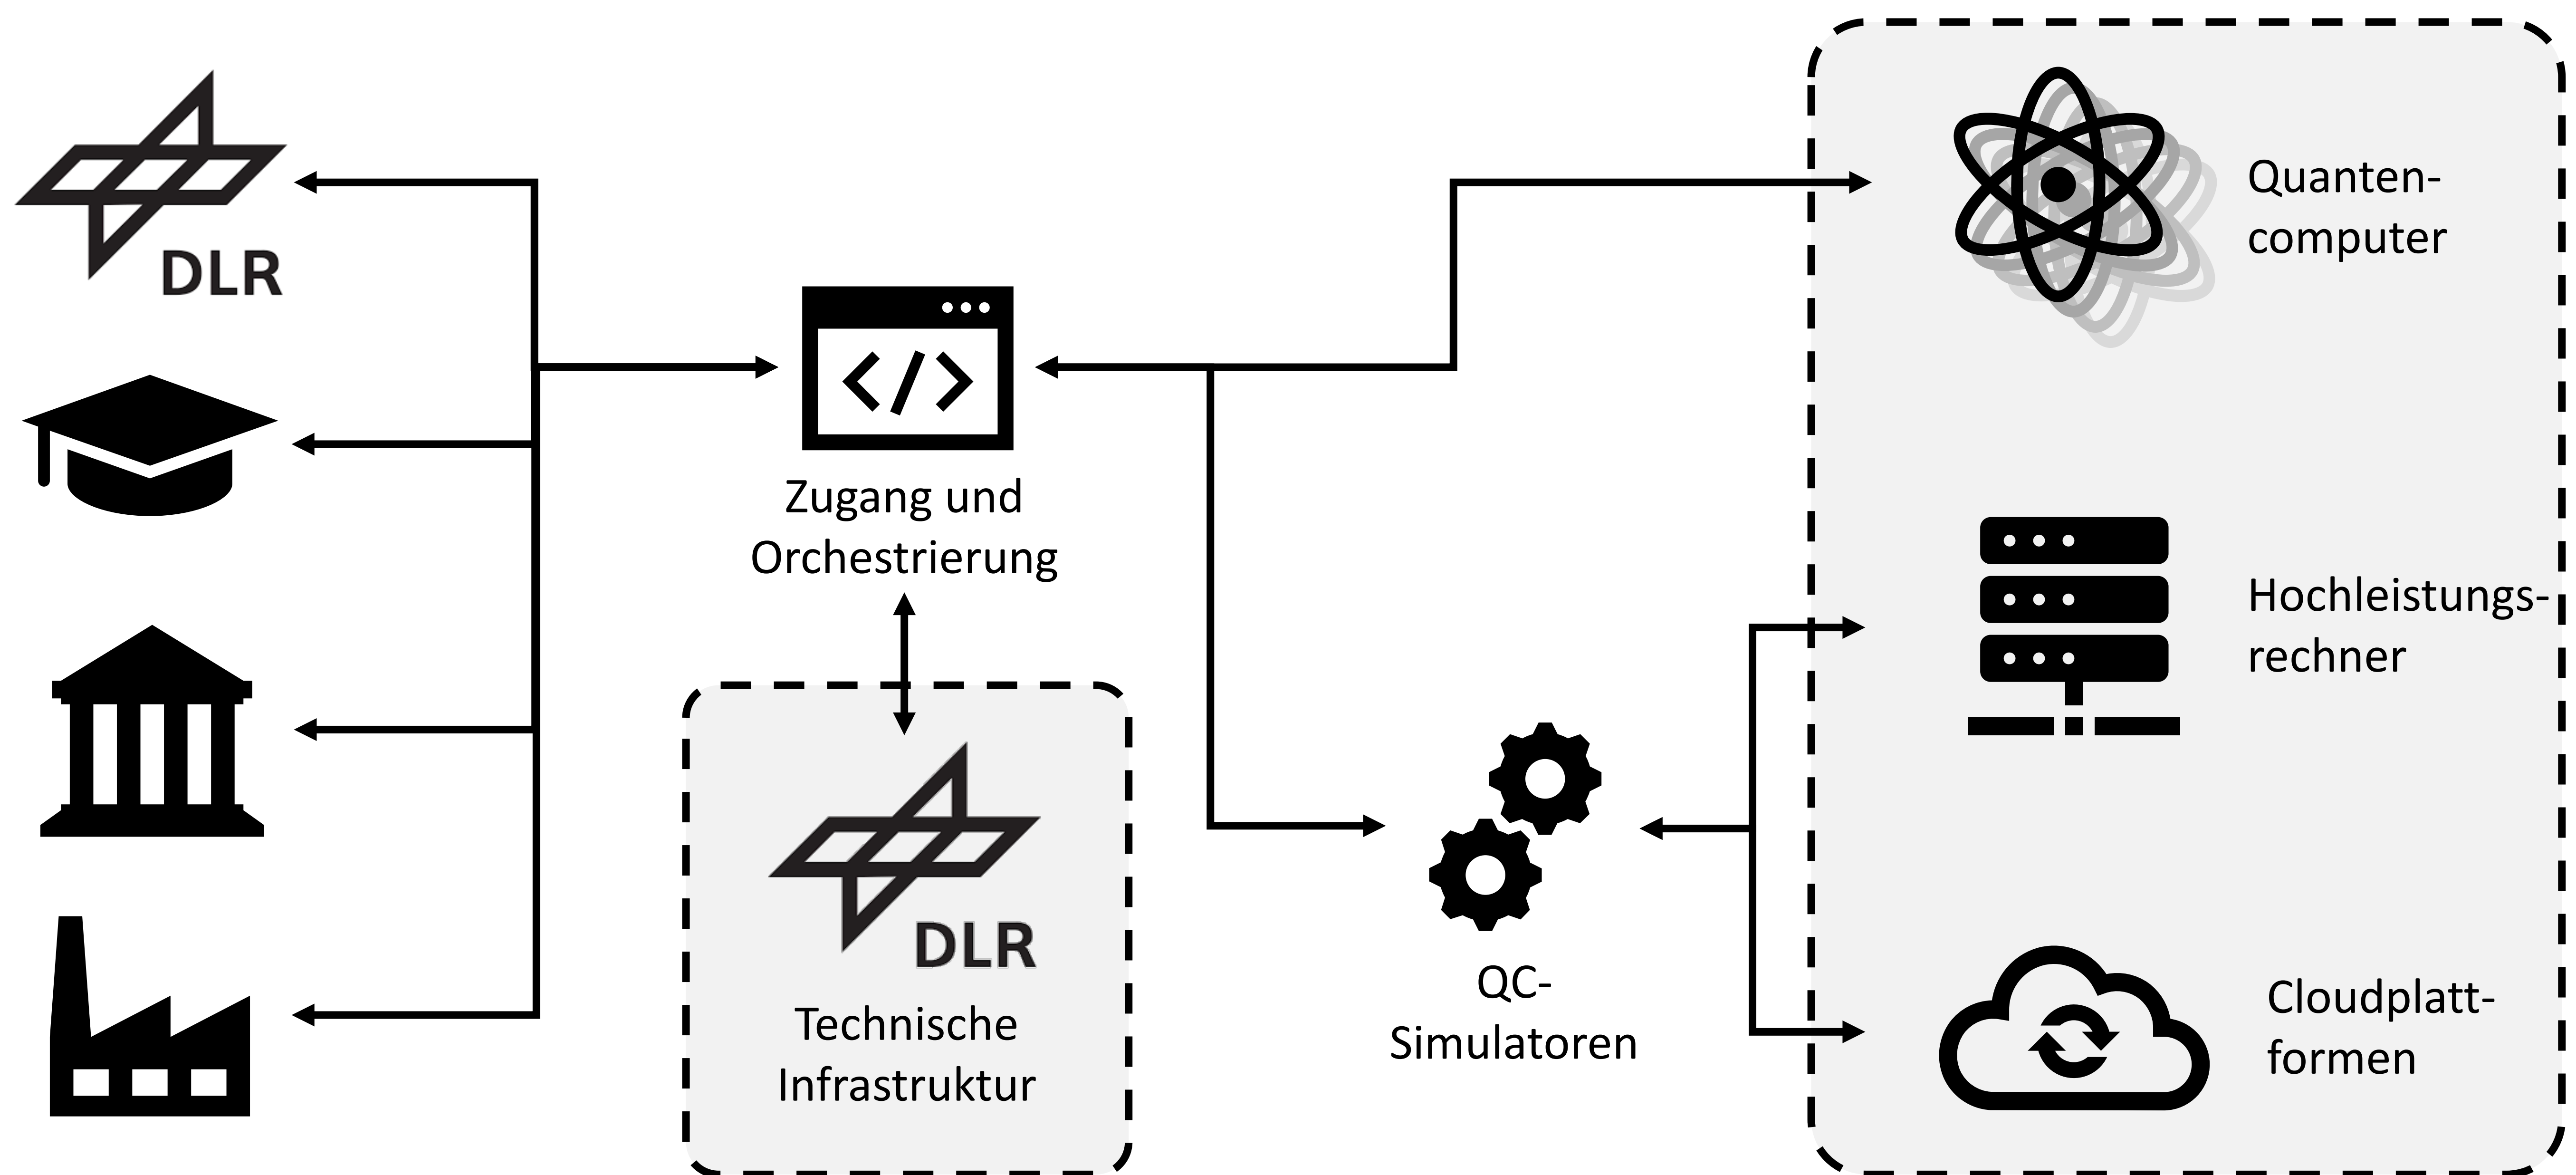 DLR
Zugang und
Orchestrierung
DLR
Technische
Infrastruktur
QC-
Simulatoren
Quanten-
computer
Hochleistungs-
rechner
Cloudplatt-
formen